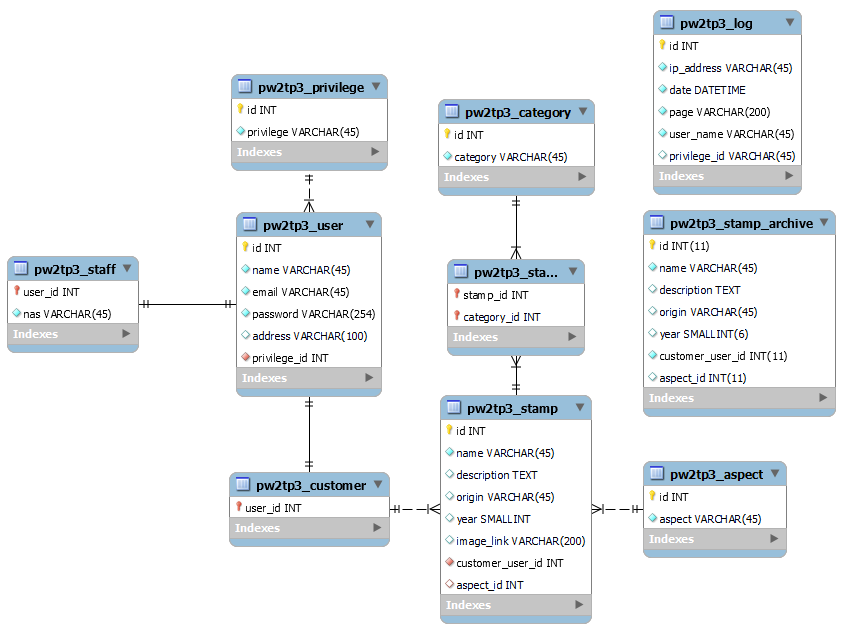 pw2tp3_log
id INT
ip_address VARCHAR(45)
date DATETIME
page VARCHAR(200)
user_name VARCHAR(45)
privilege_id VARCHAR(45)
Indexes
pw2tp3_privilege
id INT
privilege VARCHAR(45)
Indexes
pw2tp3_category
id INT
category VARCHAR(45)
Indexes
pw2tp3_stamp_archive
id INT(11)
name VARCHAR(45)
description TEXT
origin VARCHAR(45)
year SMALLINT(6)
customer_user_id INT(11)
aspect_id INT(11)
Indexes
pw2tp3_user
id INT
name VARCHAR(45)
email VARCHAR(45)
password VARCHAR(254)
address VARCHAR(100)
privilege_id INT
Indexes
pw2tp3_staff
user_id INT
nas VARCHAR(45)
Indexes
pw2tp3_sta...
stamp_id INT
category_id INT
Indexes
pw2tp3_stamp
id INT
name VARCHAR(45)
description TEXT
origin VARCHAR(45)
year SMALLINT
image_link VARCHAR(200)
customer_user_id INT
aspect_id INT
Indexes
pw2tp3_customer
user_id INT
Indexes
pw2tp3_aspect
id INT
aspect VARCHAR(45)
Indexes